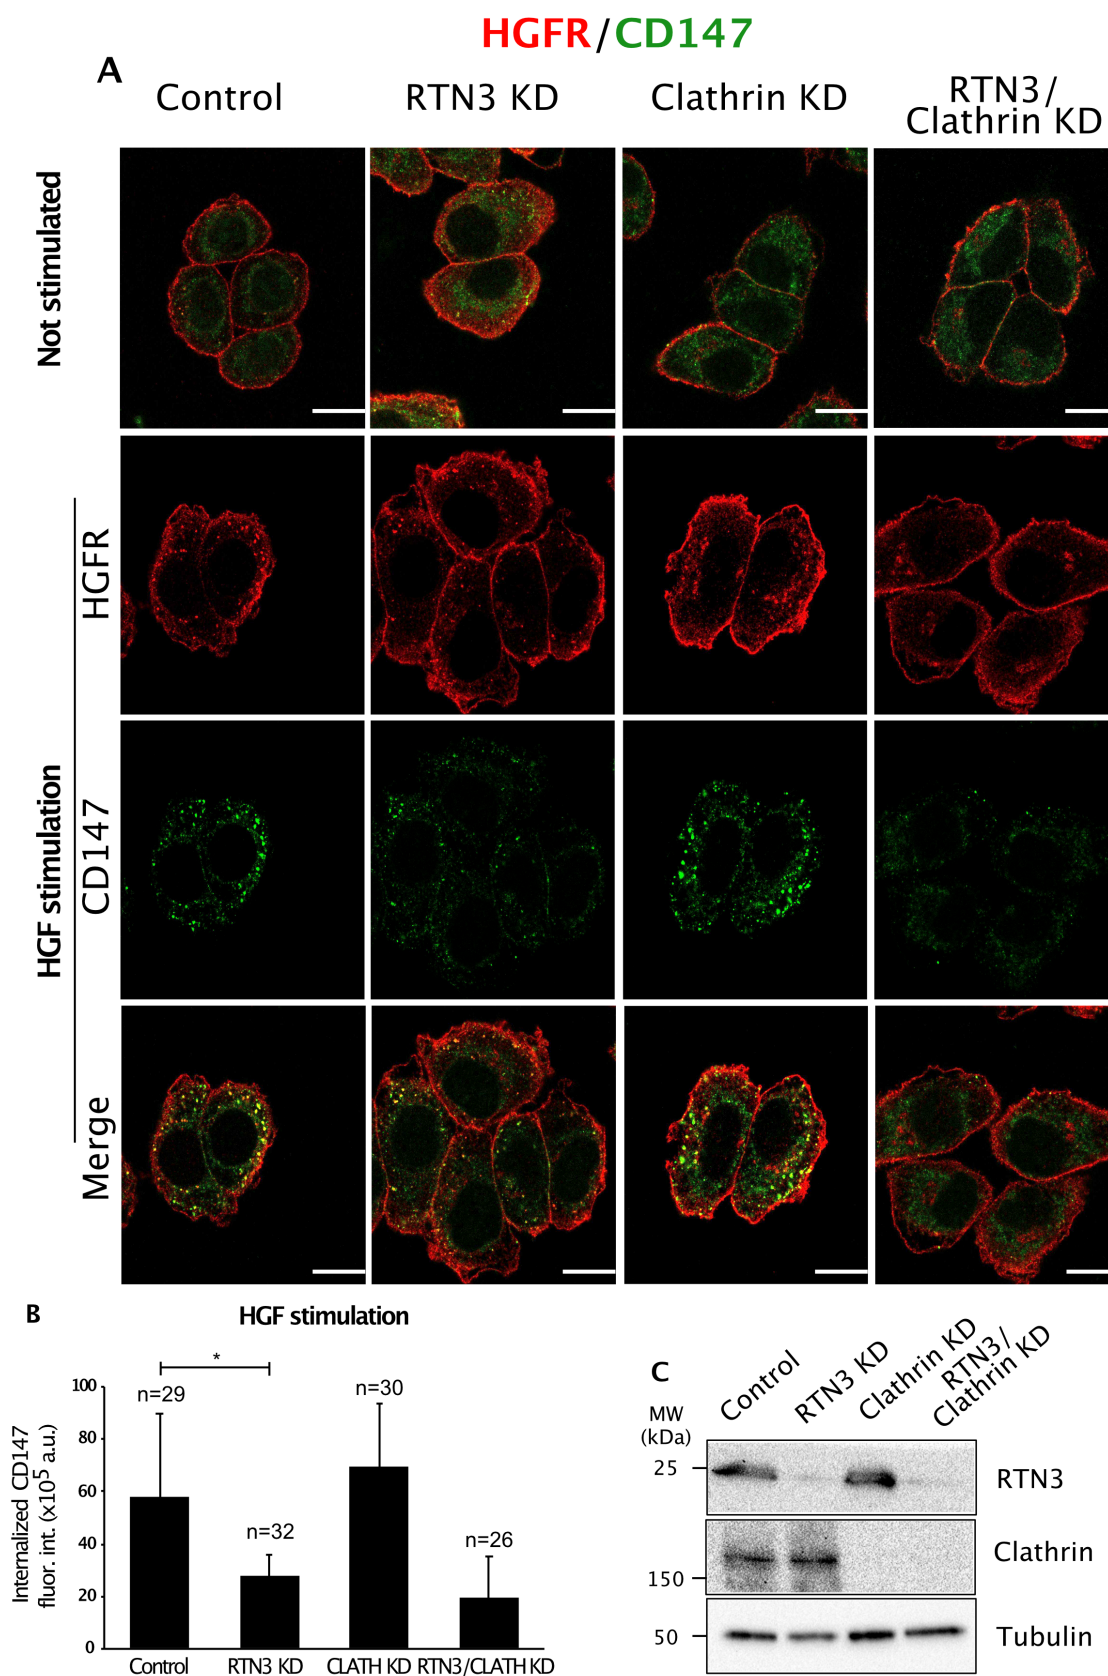 HGFR/CD147
A
Control
RTN3 KD
Clathrin KD
RTN3/
Clathrin KD
Not stimulated
HGF stimulation
HGFR
CD147
Merge
B
HGF stimulation
*
n=29
n=32
n=30
n=26
Internalized CD147
fluor. int. (x10⁵ a.u.)
100
80
60
40
20
0
Control
RTN3 KD
CLATH KD
RTN3/CLATH KD
C
Control
RTN3 KD
Clathrin KD
RTN3/
Clathrin KD
MW
(kDa)
25
RTN3
Clathrin
150
50
Tubulin